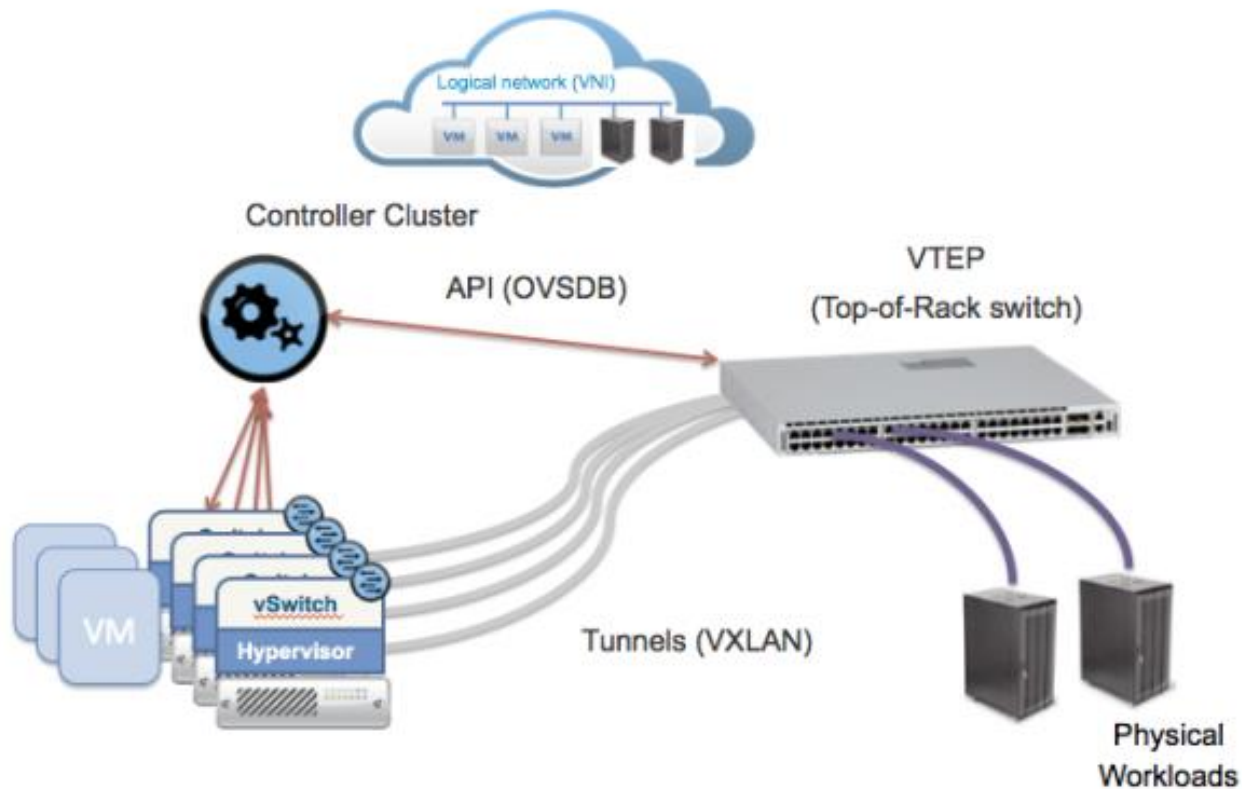 Logical network (VNI)
VM VM VM
Controller Cluster
API (OVSDB)
VTEP
(Top-of-Rack switch)
vSwitch
VM
Hypervisor
Tunnels (VXLAN)
Physical
Workloads